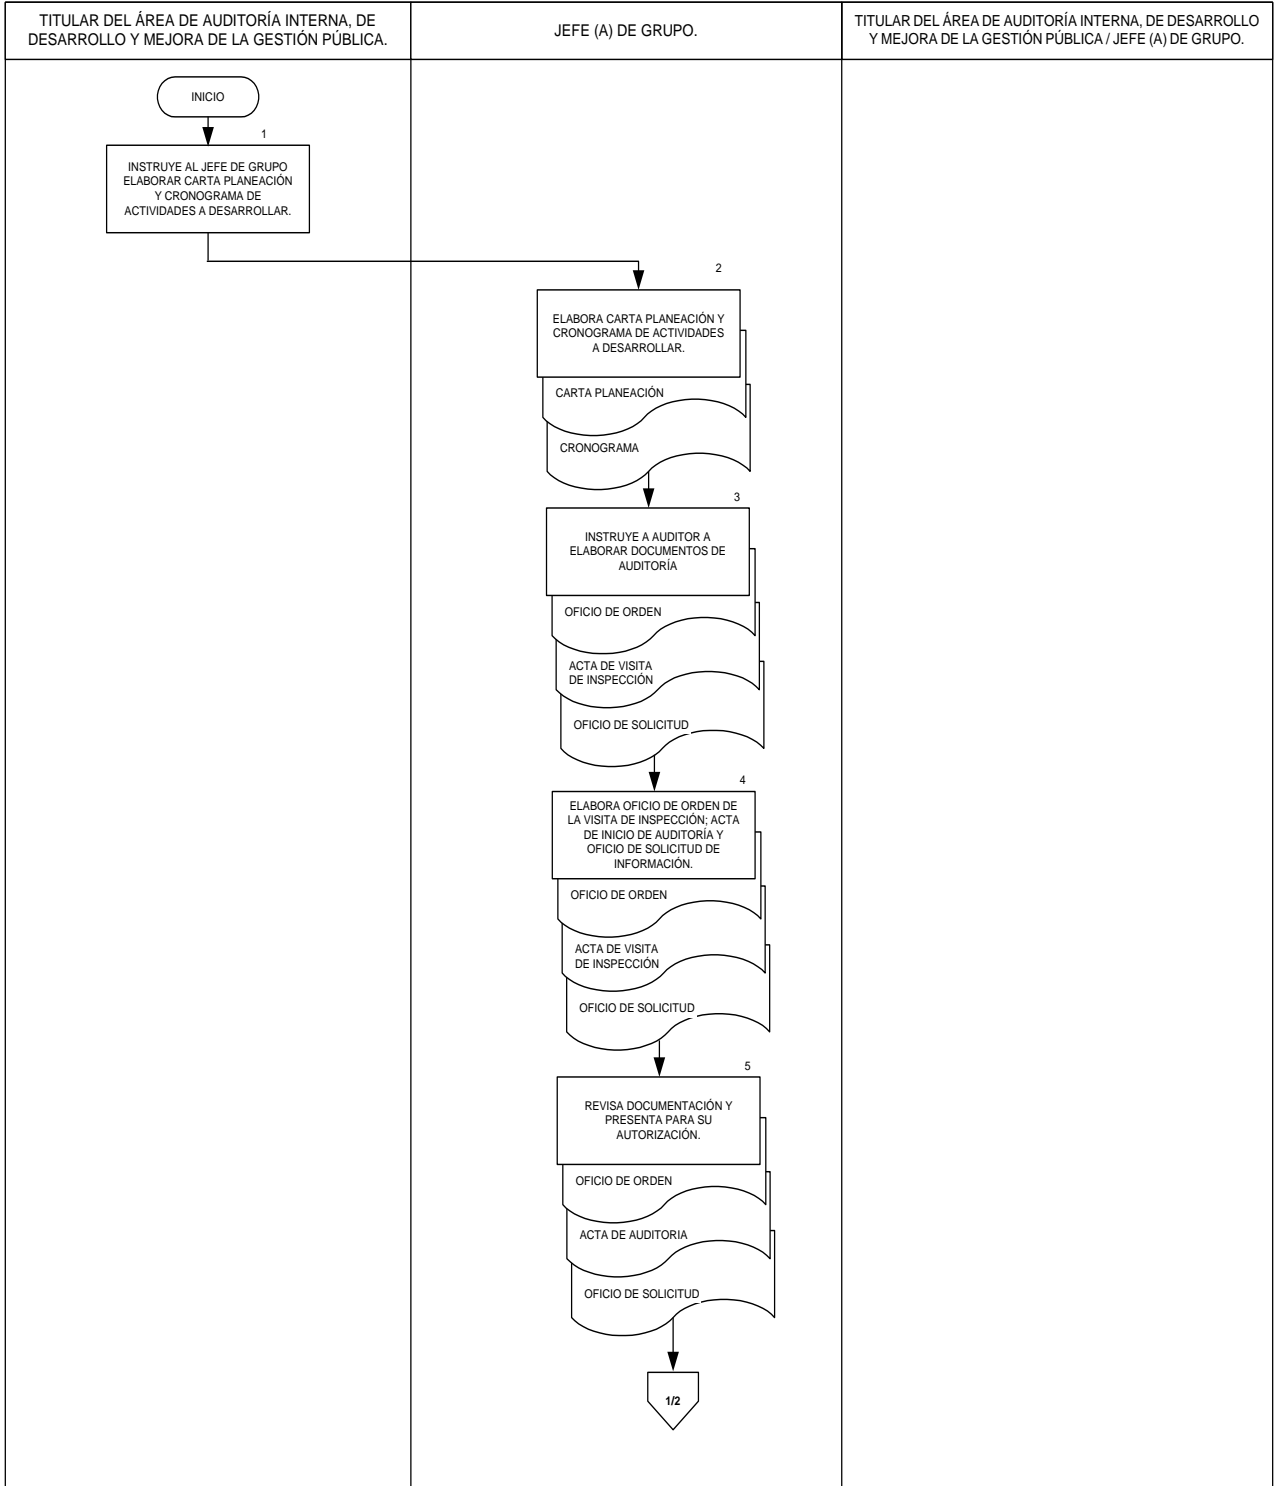 TITULAR DEL ÁREA DE AUDITORÍA INTERNA, DE
DESARROLLO Y MEJORA DE LA GESTIÓN PÚBLICA.
JEFE (A) DE GRUPO.
TITULAR DEL ÁREA DE AUDITORÍA INTERNA, DE DESARROLLO
Y MEJORA DE LA GESTIÓN PÚBLICA / JEFE (A) DE GRUPO.
INICIO
1
INSTRUYE AL JEFE DE GRUPO
ELABORAR CARTA PLANEACIÓN
Y CRONOGRAMA DE
ACTIVIDADES A DESARROLLAR.
2
ELABORA CARTA PLANEACIÓN Y
CRONOGRAMA DE ACTIVIDADES
A DESARROLLAR.
CARTA PLANEACIÓN
CRONOGRAMA
3
INSTRUYE A AUDITOR A
ELABORAR DOCUMENTOS DE
AUDITORÍA
OFICIO DE ORDEN
ACTA DE VISITA
DE INSPECCIÓN
OFICIO DE SOLICITUD
4
ELABORA OFICIO DE ORDEN DE
LA VISITA DE INSPECCIÓN; ACTA
DE INICIO DE AUDITORÍA Y
OFICIO DE SOLICITUD DE
INFORMACIÓN.
OFICIO DE ORDEN
ACTA DE VISITA
DE INSPECCIÓN
OFICIO DE SOLICITUD
5
REVISA DOCUMENTACIÓN Y
PRESENTA PARA SU
AUTORIZACIÓN.
OFICIO DE ORDEN
ACTA DE AUDITORIA
OFICIO DE SOLICITUD
1/2